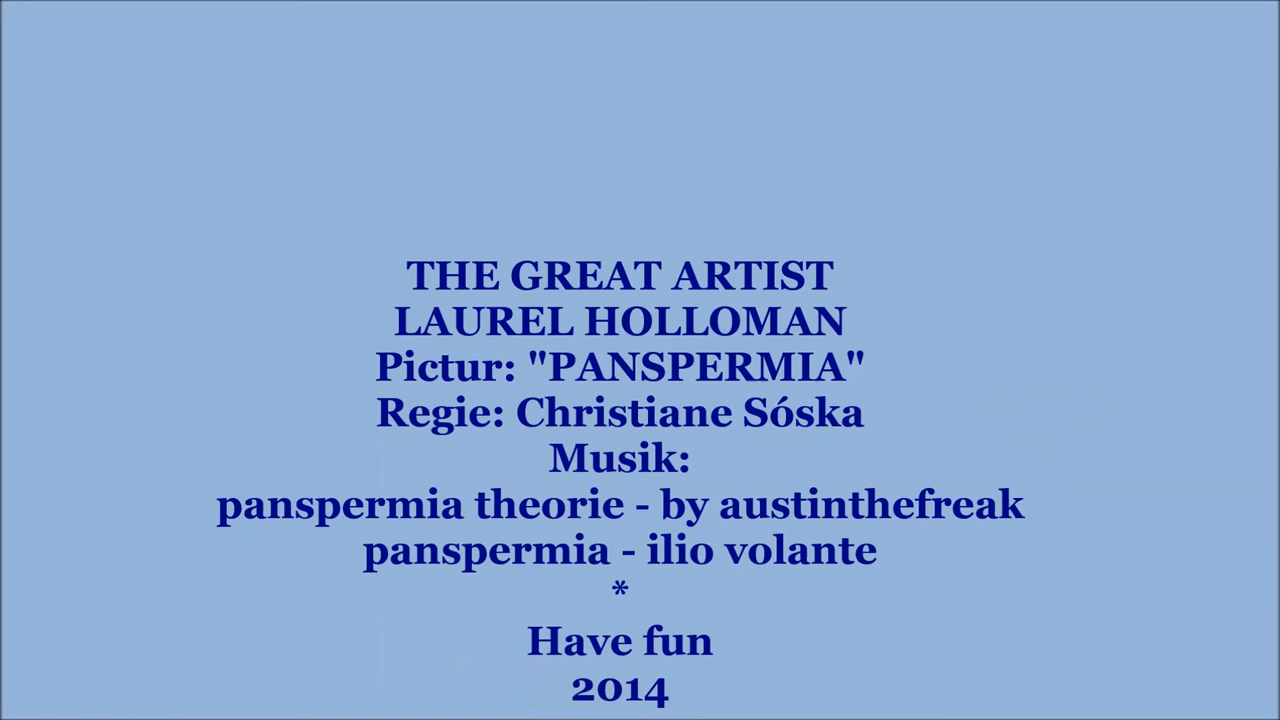 THE GREAT ARTIST
LAUREL HOLLOMAN
Pictur: "PANSPERMIA"
Regie: Christiane Sóska
Musik:
panspermia theorie - by austinthefreak
panspermia - ilio volante
*
Have fun
2014